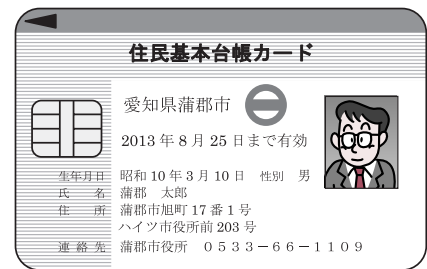 住民基本台帳カード
愛知県蒲郡市
2013年8月25日まで有効
生年月日 昭和10年3月10日 性別 男
氏 名 蒲郡 太郎
住 所 蒲郡市旭町17番1号
ハイツ市役所前203号
連絡先 蒲郡市役所 0533-66-1109